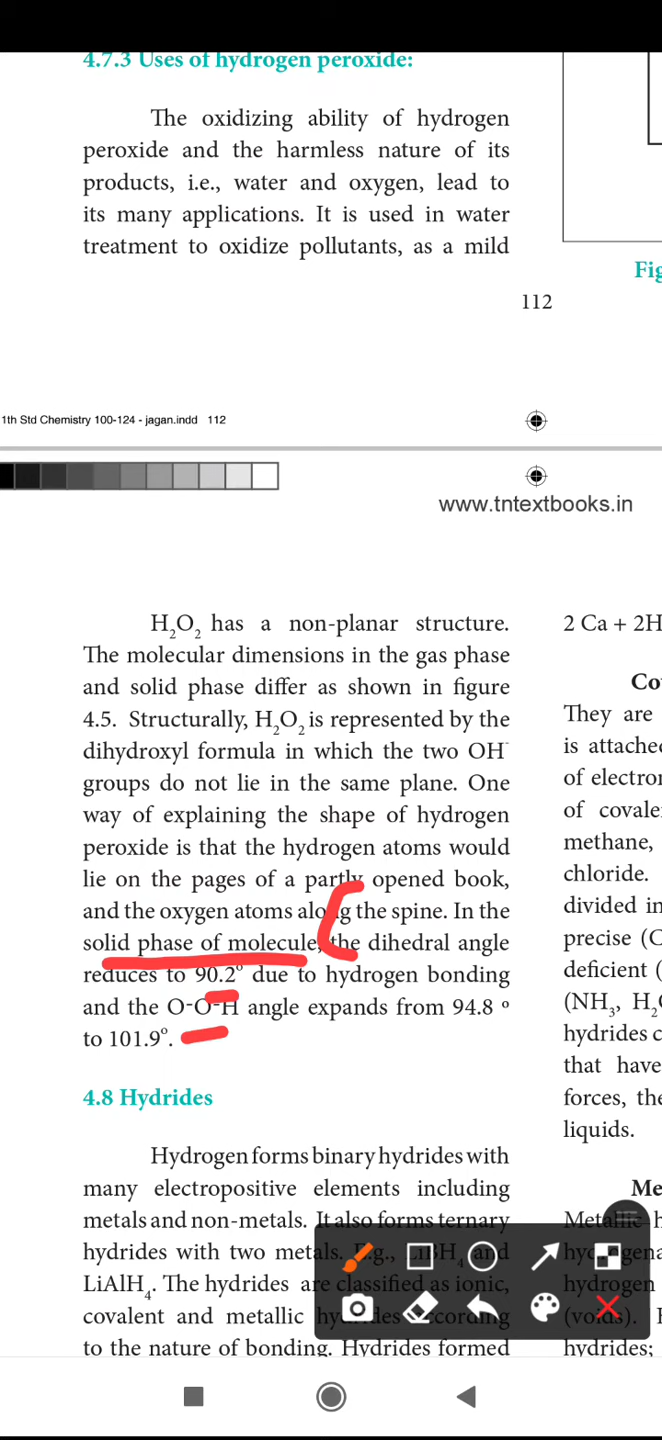 4.7.3 Uses of hydrogen peroxide:
The oxidizing ability of hydrogen
peroxide and the harmless nature of its
products, i.e., water and oxygen, lead to
its many applications. It is used in water
treatment to oxidize pollutants, as a mild
Fig
112
1th Std Chemistry 100-124 - jagan.indd 112
www.tntextbooks.in
H₂O₂ has a non-planar structure.
The molecular dimensions in the gas phase
and solid phase differ as shown in figure
4.5. Structurally, H₂O₂ is represented by the
dihydroxyl formula in which the two OH⁻
groups do not lie in the same plane. One
way of explaining the shape of hydrogen
peroxide is that the hydrogen atoms would
lie on the pages of a partly opened book,
and the oxygen atoms along the spine. In the
solid phase of molecule, the dihedral angle
reduces to 90.2° due to hydrogen bonding
and the O-O-H angle expands from 94.8 º
to 101.9º.
4.8 Hydrides
Hydrogen forms binary hydrides with
many electropositive elements including
metals and non-metals. It also forms ternary
hydrides with two metals. E.g., LiBH₄ and
LiAlH₄. The hydrides are classified as ionic,
covalent and metallic hydrides according
to the nature of bonding. Hydrides formed
2 Ca + 2H
Co
They are
is attache
of electron
of covale
methane,
chloride.
divided in
precise (C
deficient (
(NH₃, H₂O
hydrides c
that have
forces, the
liquids.
Me
Metallic h
hydrogena
hydrogen
(voids).
hydrides;